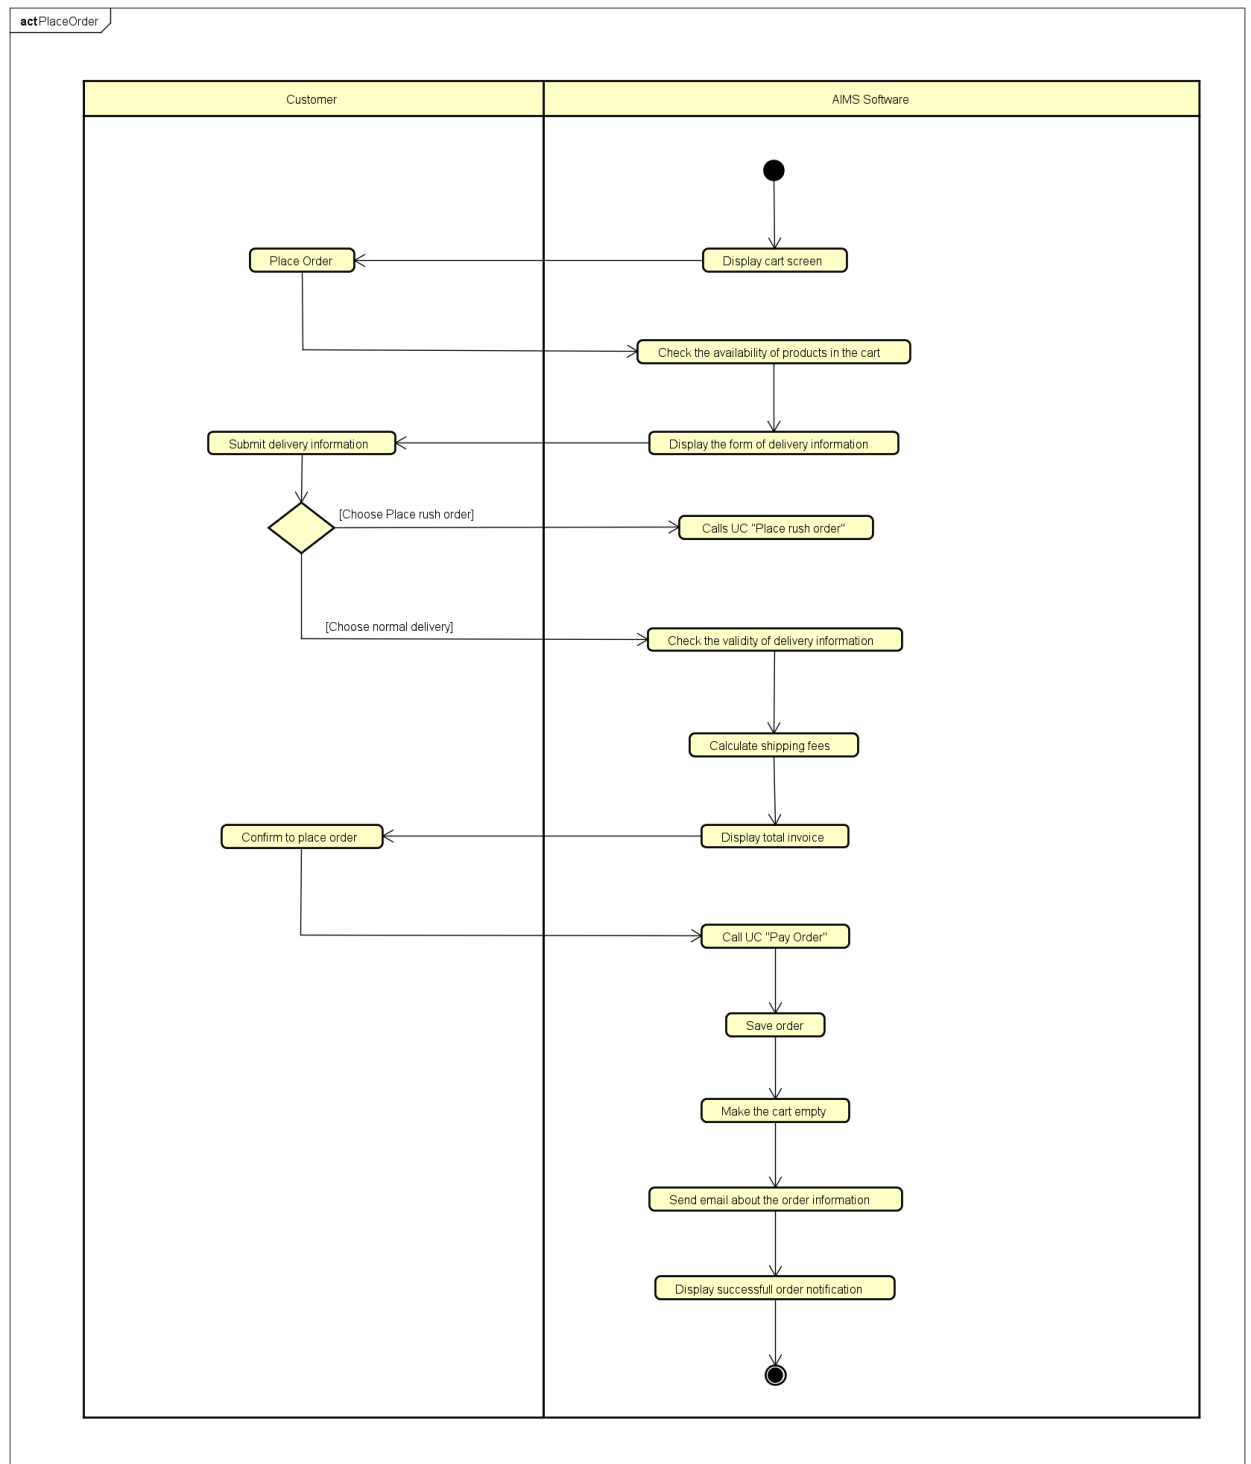 actPlaceOrder
Customer
AIMS Software
Place Order
Display cart screen
Check the availability of products in the cart
Submit delivery information
Display the form of delivery information
[Choose Place rush order]
Calls UC "Place rush order"
[Choose normal delivery]
Check the validity of delivery information
Calculate shipping fees
Confirm to place order
Display total invoice
Call UC "Pay Order"
Save order
Make the cart empty
Send email about the order information
Display successfull order notification